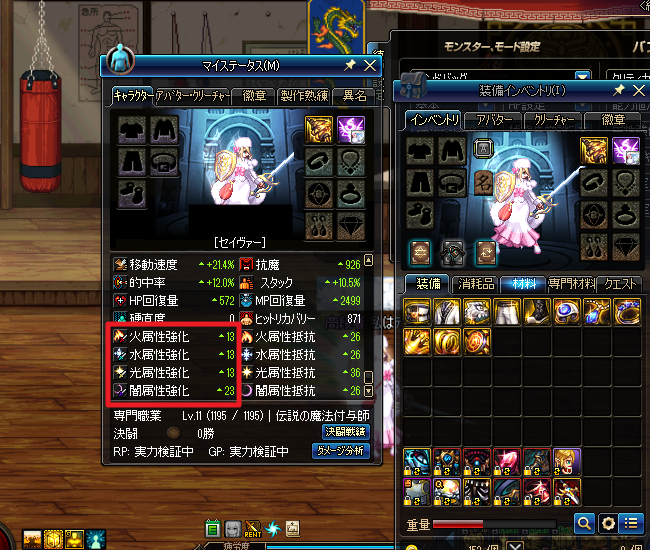 モンスター、モード設定
マイステータス(M)
装備インベントリ(I)
キャラクター アバター・クリーチャー 徽章 製作熟練 異名
インベントリ アバター クリーチャー 徽章
名
[セイヴァー]
移動速度 +21.4% 抗魔 +926
的中率 +12.0% スタック +10.5%
HP回復量 572 MP回復量 2499
硬直度 0 ヒットリカバリー 871
火属性強化 13 火属性抵抗 26
水属性強化 13 水属性抵抗 26
光属性強化 13 光属性抵抗 36
闇属性強化 23 闇属性抵抗 26
専門職業 Lv.11 (1195 / 1195) | 伝説の魔法付与師
決闘 0勝 決闘戦績
RP: 実力検証中 GP: 実力検証中 ダメージ分析
装備 消耗品 材料 専門材料 クエスト
重量
RENT
疲労度